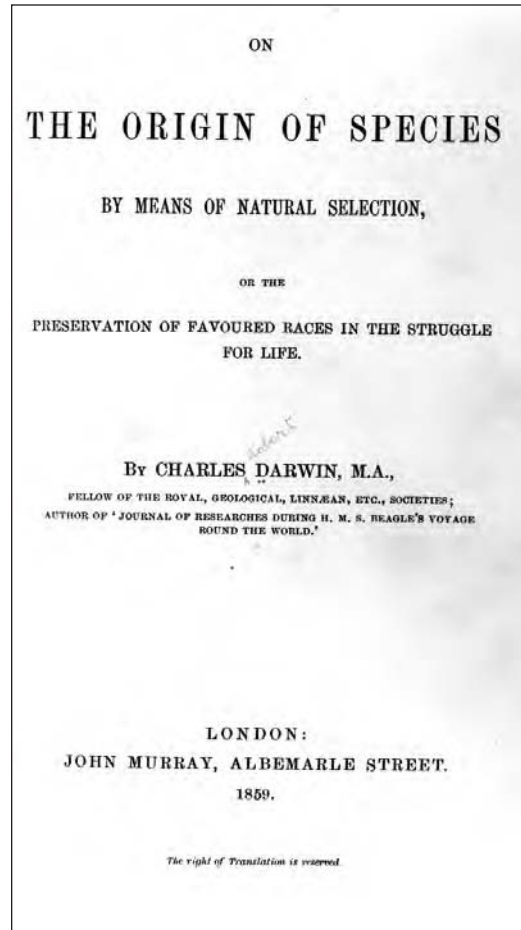 ON
THE ORIGIN OF SPECIES
BY MEANS OF NATURAL SELECTION,
OR THE
PRESERVATION OF FAVOURED RACES IN THE STRUGGLE
FOR LIFE.
Robert
BY CHARLES DARWIN, M.A.,
FELLOW OF THE ROYAL, GEOLOGICAL, LINNÆAN, ETC., SOCIETIES;
AUTHOR OF ‘JOURNAL OF RESEARCHES DURING H. M. S. BEAGLE’S VOYAGE
ROUND THE WORLD.’
LONDON:
JOHN MURRAY, ALBEMARLE STREET.
1859.
The right of Translation is reserved.